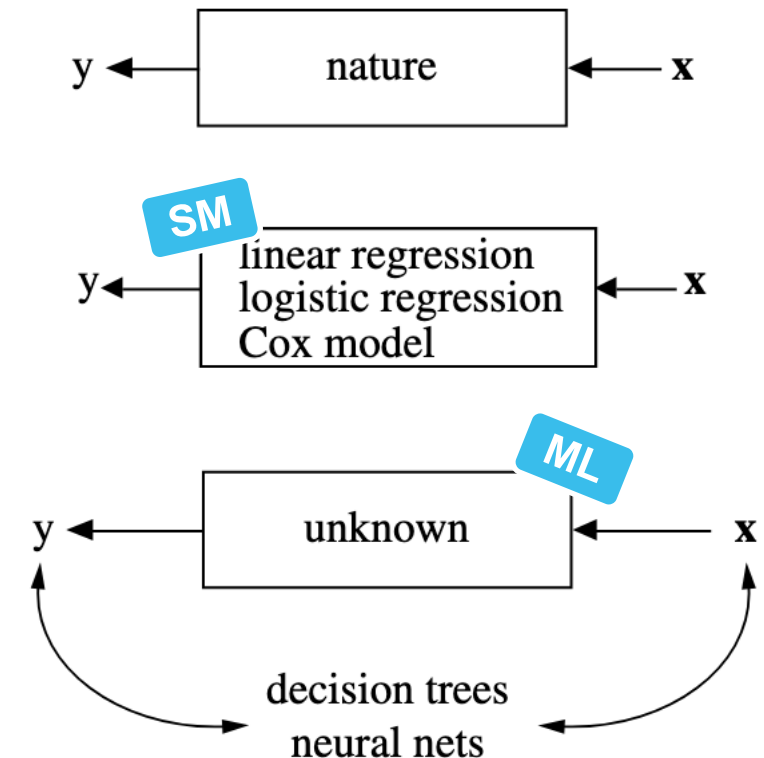 y nature x
SM
linear regression
y logistic regression x
Cox model
ML
y unknown x
decision trees
neural nets